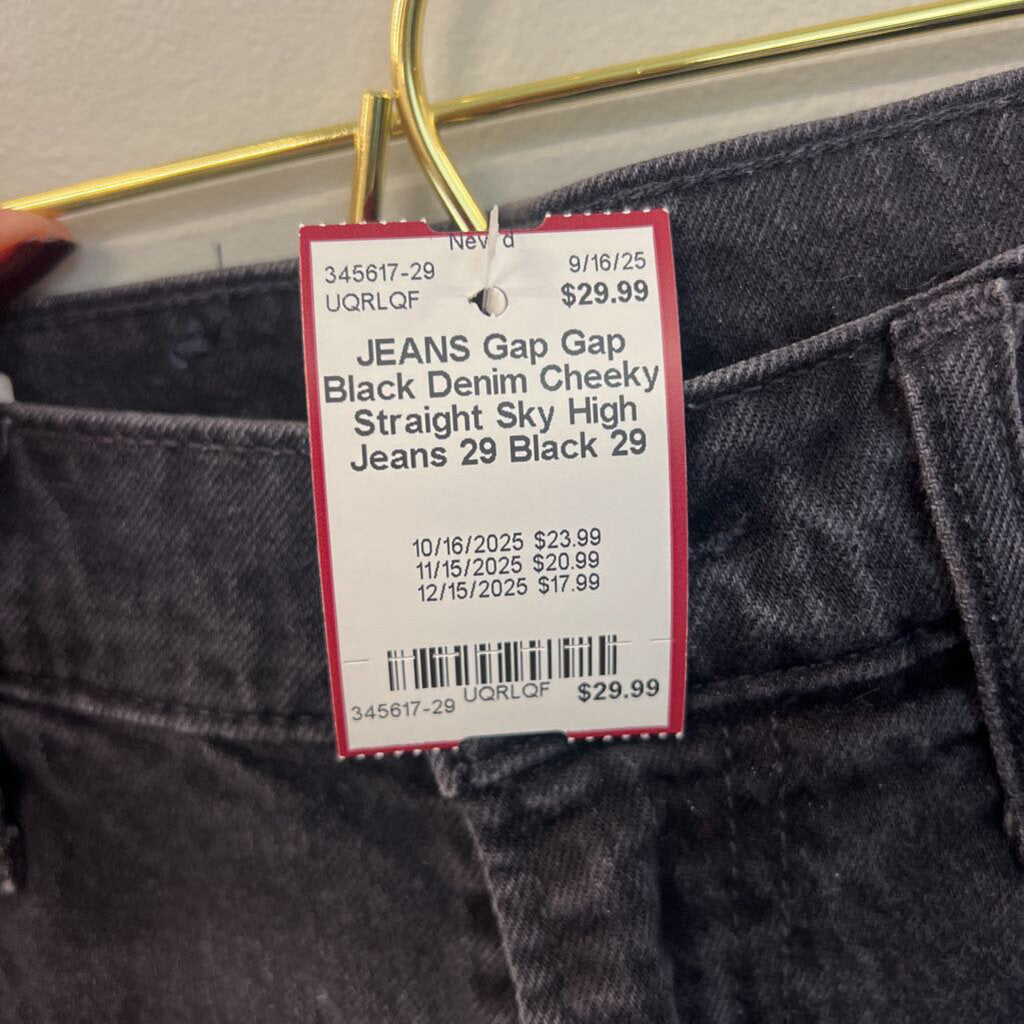 345617-29 9/16/25
UQRLQF $29.99
JEANS Gap Gap
Black Denim Cheeky
Straight Sky High
Jeans 29 Black 29
10/16/2025 $23.99
11/15/2025 $20.99
12/15/2025 $17.99
345617-29 UQRLQF $29.99